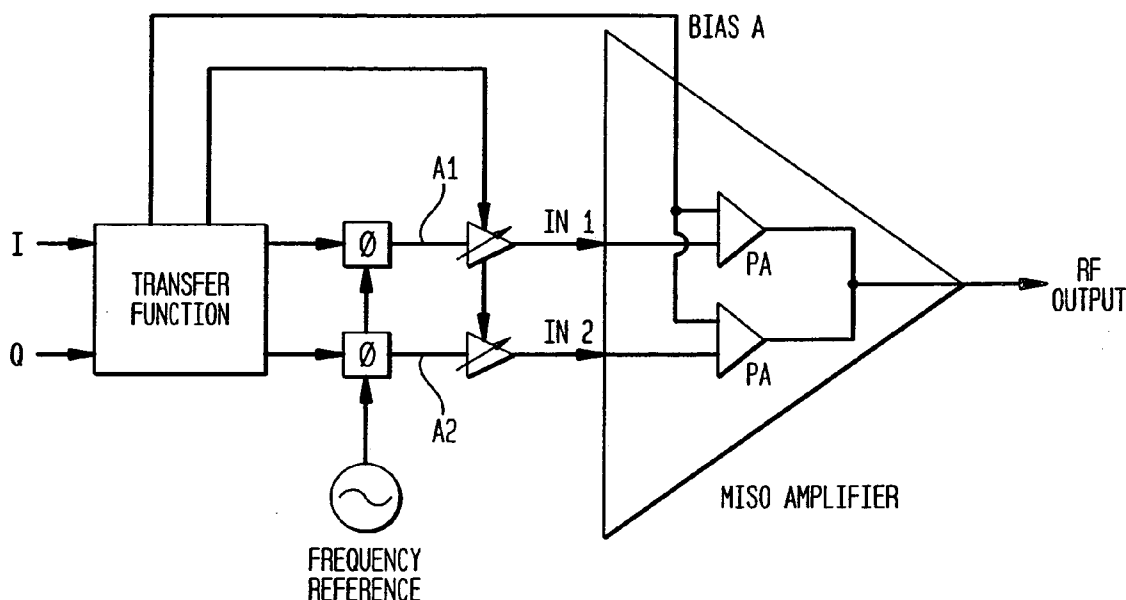 BIAS A
A1
I
IN 1
Ø
TRANSFER
FUNCTION
PA
RF
OUTPUT
Q
IN 2
Ø
PA
A2
MISO AMPLIFIER
FREQUENCY
REFERENCE